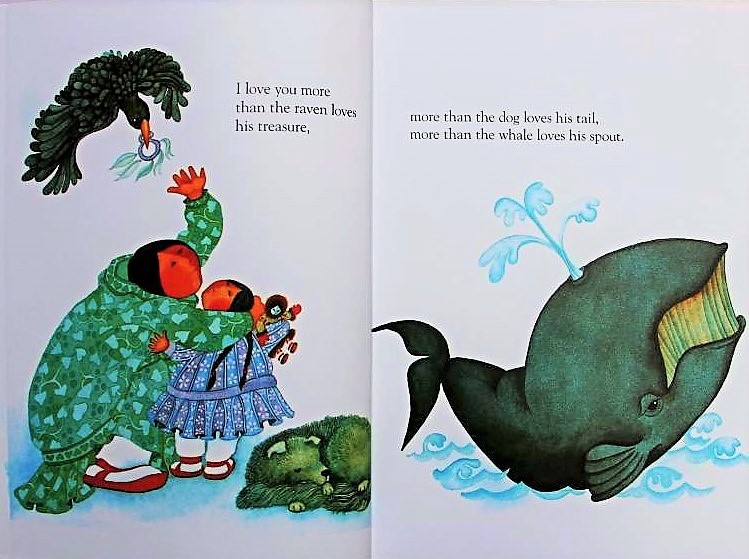 I love you more
than the raven loves
his treasure,
more than the dog loves his tail,
more than the whale loves his spout.